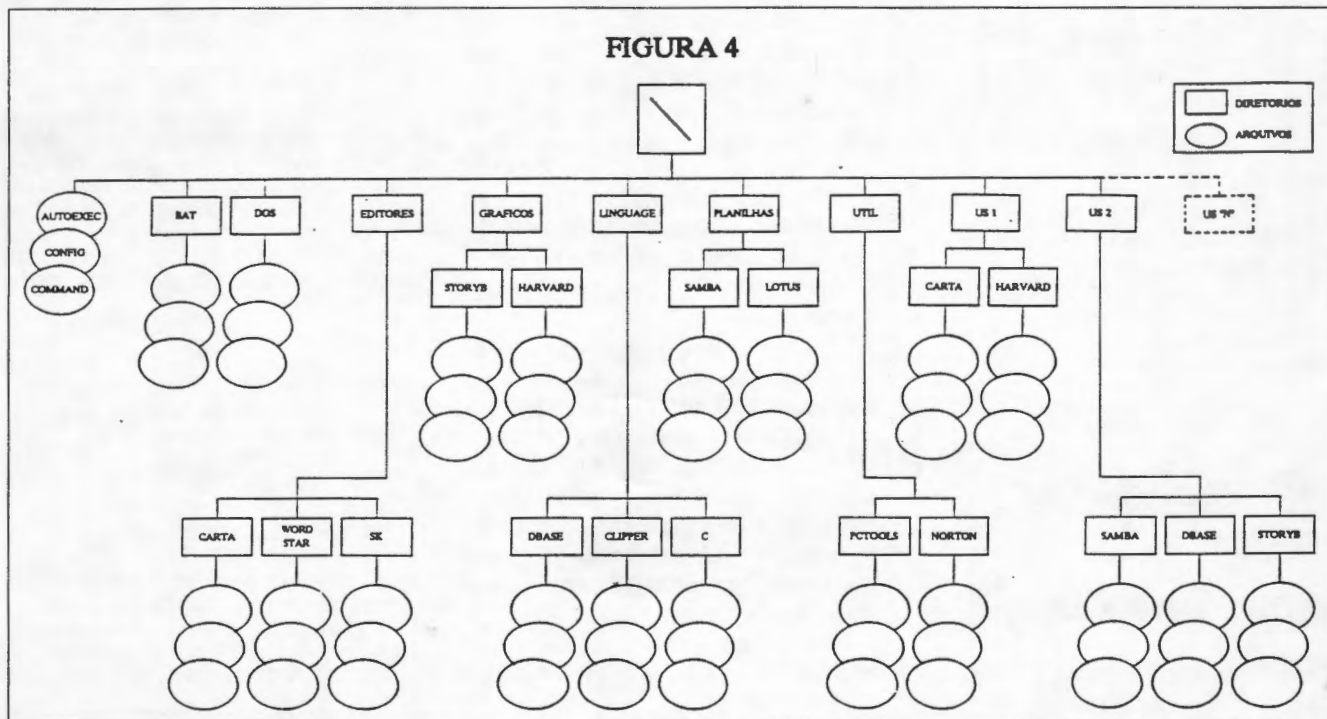 FIGURA 4
DIRETORIOS
ARQUIVOS
AUTOEXEC
CONFIG
COMMAND
BAT
DOS
EDITORES
GRAFICOS
LINGUAGE
PLANILHAS
UTIL
US 1
US 2
US "N"
STORYB
HARVARD
SAMBA
LOTUS
CARTA
HARVARD
CARTA
WORD
STAR
SK
DBASE
CLIPPER
C
PCTOOLS
NORTON
SAMBA
DBASE
STORYB